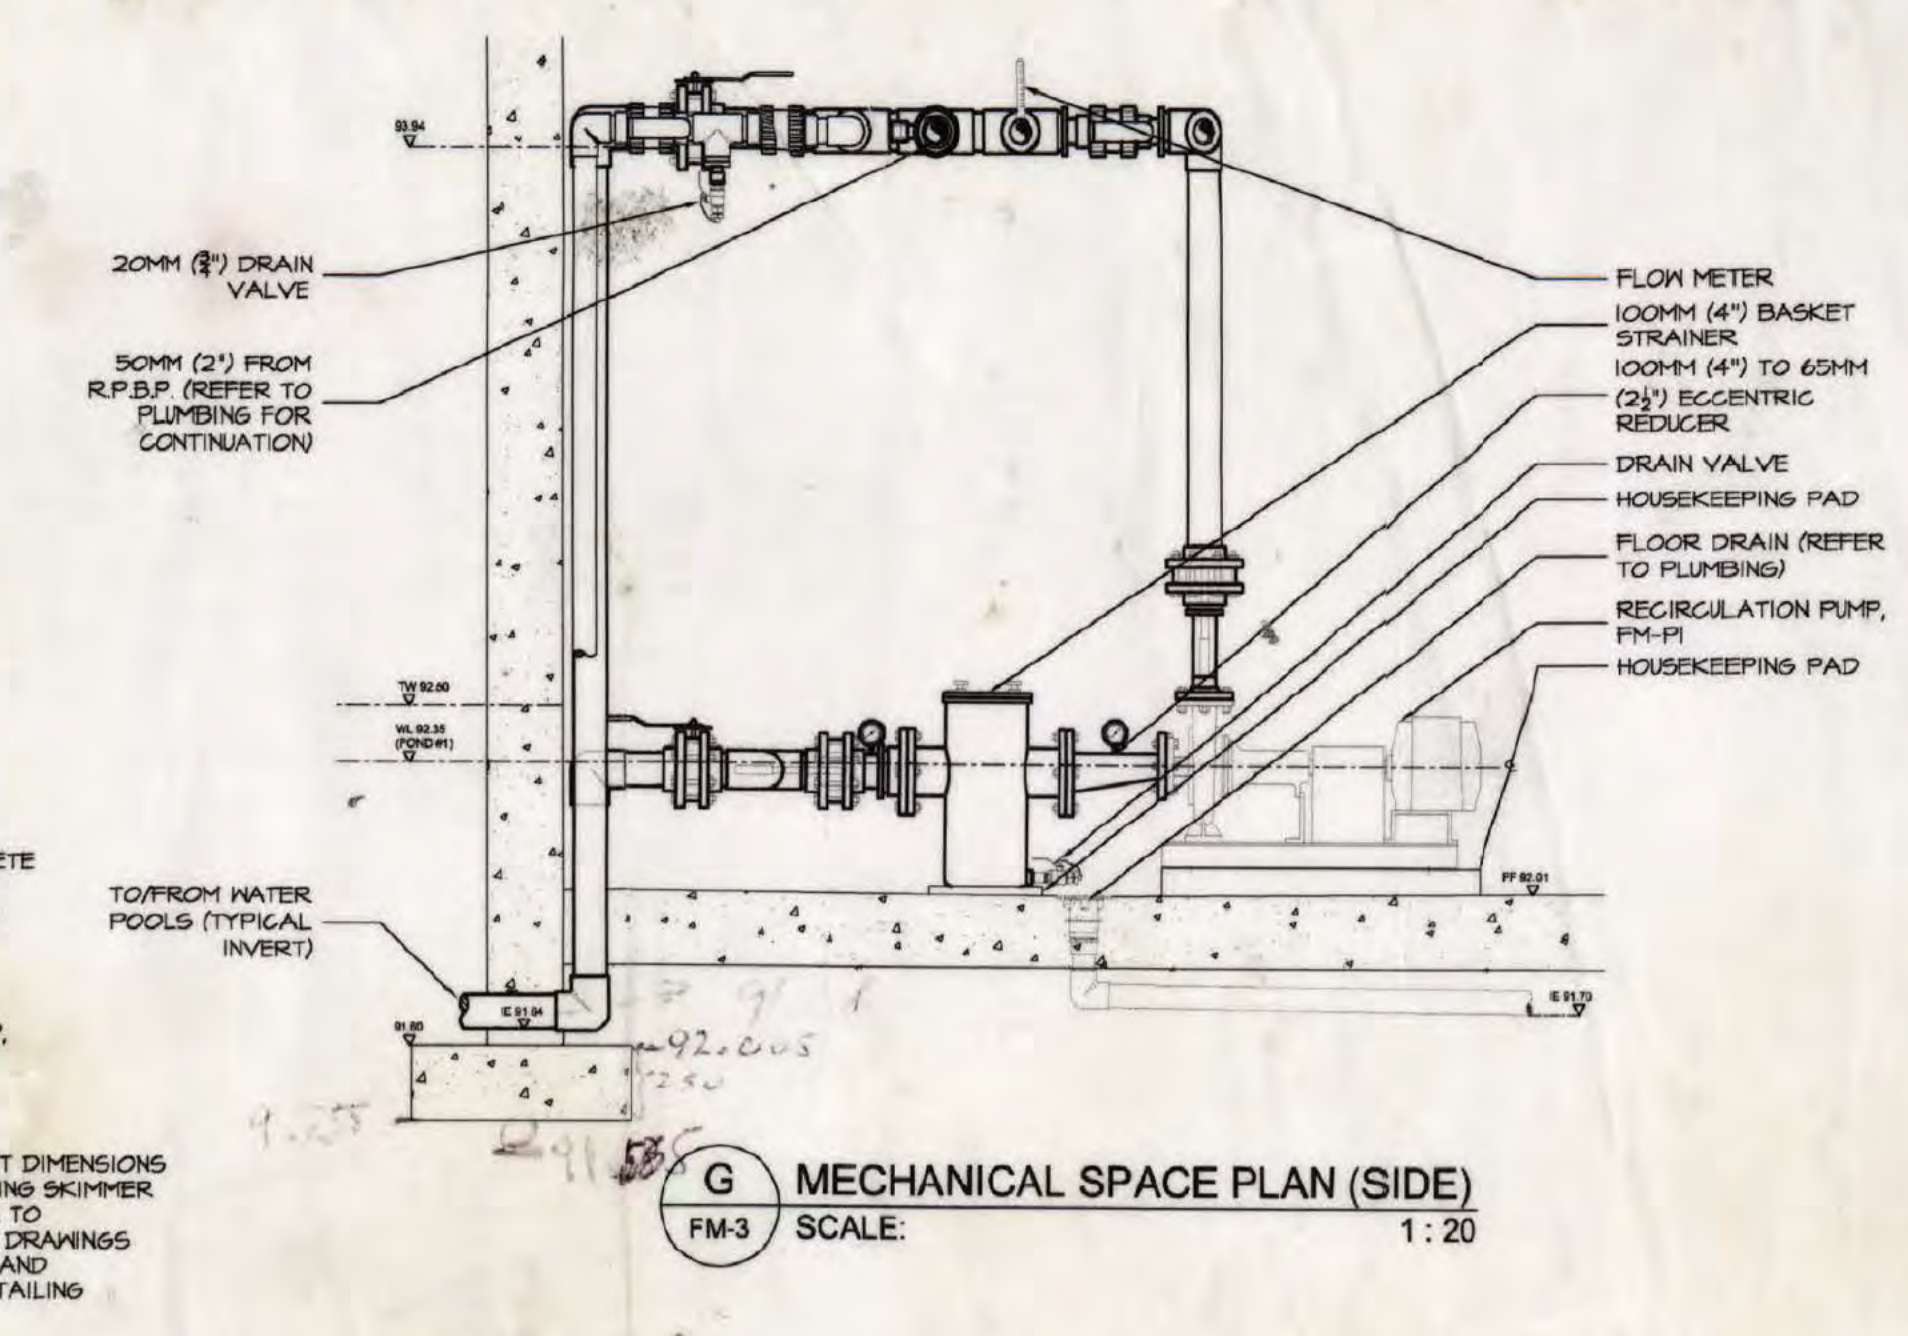 93.94
20MM (3/4") DRAIN
VALVE
50MM (2") FROM
R.P.B.P. (REFER TO
PLUMBING FOR
CONTINUATION)
FLOW METER
100MM (4") BASKET
STRAINER
100MM (4") TO 65MM
(2½") ECCENTRIC
REDUCER
DRAIN VALVE
HOUSEKEEPING PAD
FLOOR DRAIN (REFER
TO PLUMBING)
RECIRCULATION PUMP,
FM-P1
HOUSEKEEPING PAD
TW 92.50
WL 92.35
(POND #1)
ETE
TO/FROM WATER
POOLS (TYPICAL
INVERT)
FF 92.01
IE 91.64
IE 91.70
91.60
92.005
250
T DIMENSIONS
ING SKIMMER
TO
DRAWINGS
AND
TAILING
G
FM-3
MECHANICAL SPACE PLAN (SIDE)
SCALE: 1 : 20